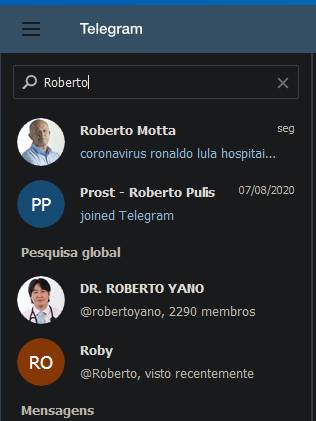 Telegram
Roberto
Roberto Motta
seg
coronavirus ronaldo lula hospitai...
PP
Prost - Roberto Pulis
07/08/2020
joined Telegram
Pesquisa global
DR. ROBERTO YANO
@robertoyano, 2290 membros
RO
Roby
@Roberto, visto recentemente
Mensagens